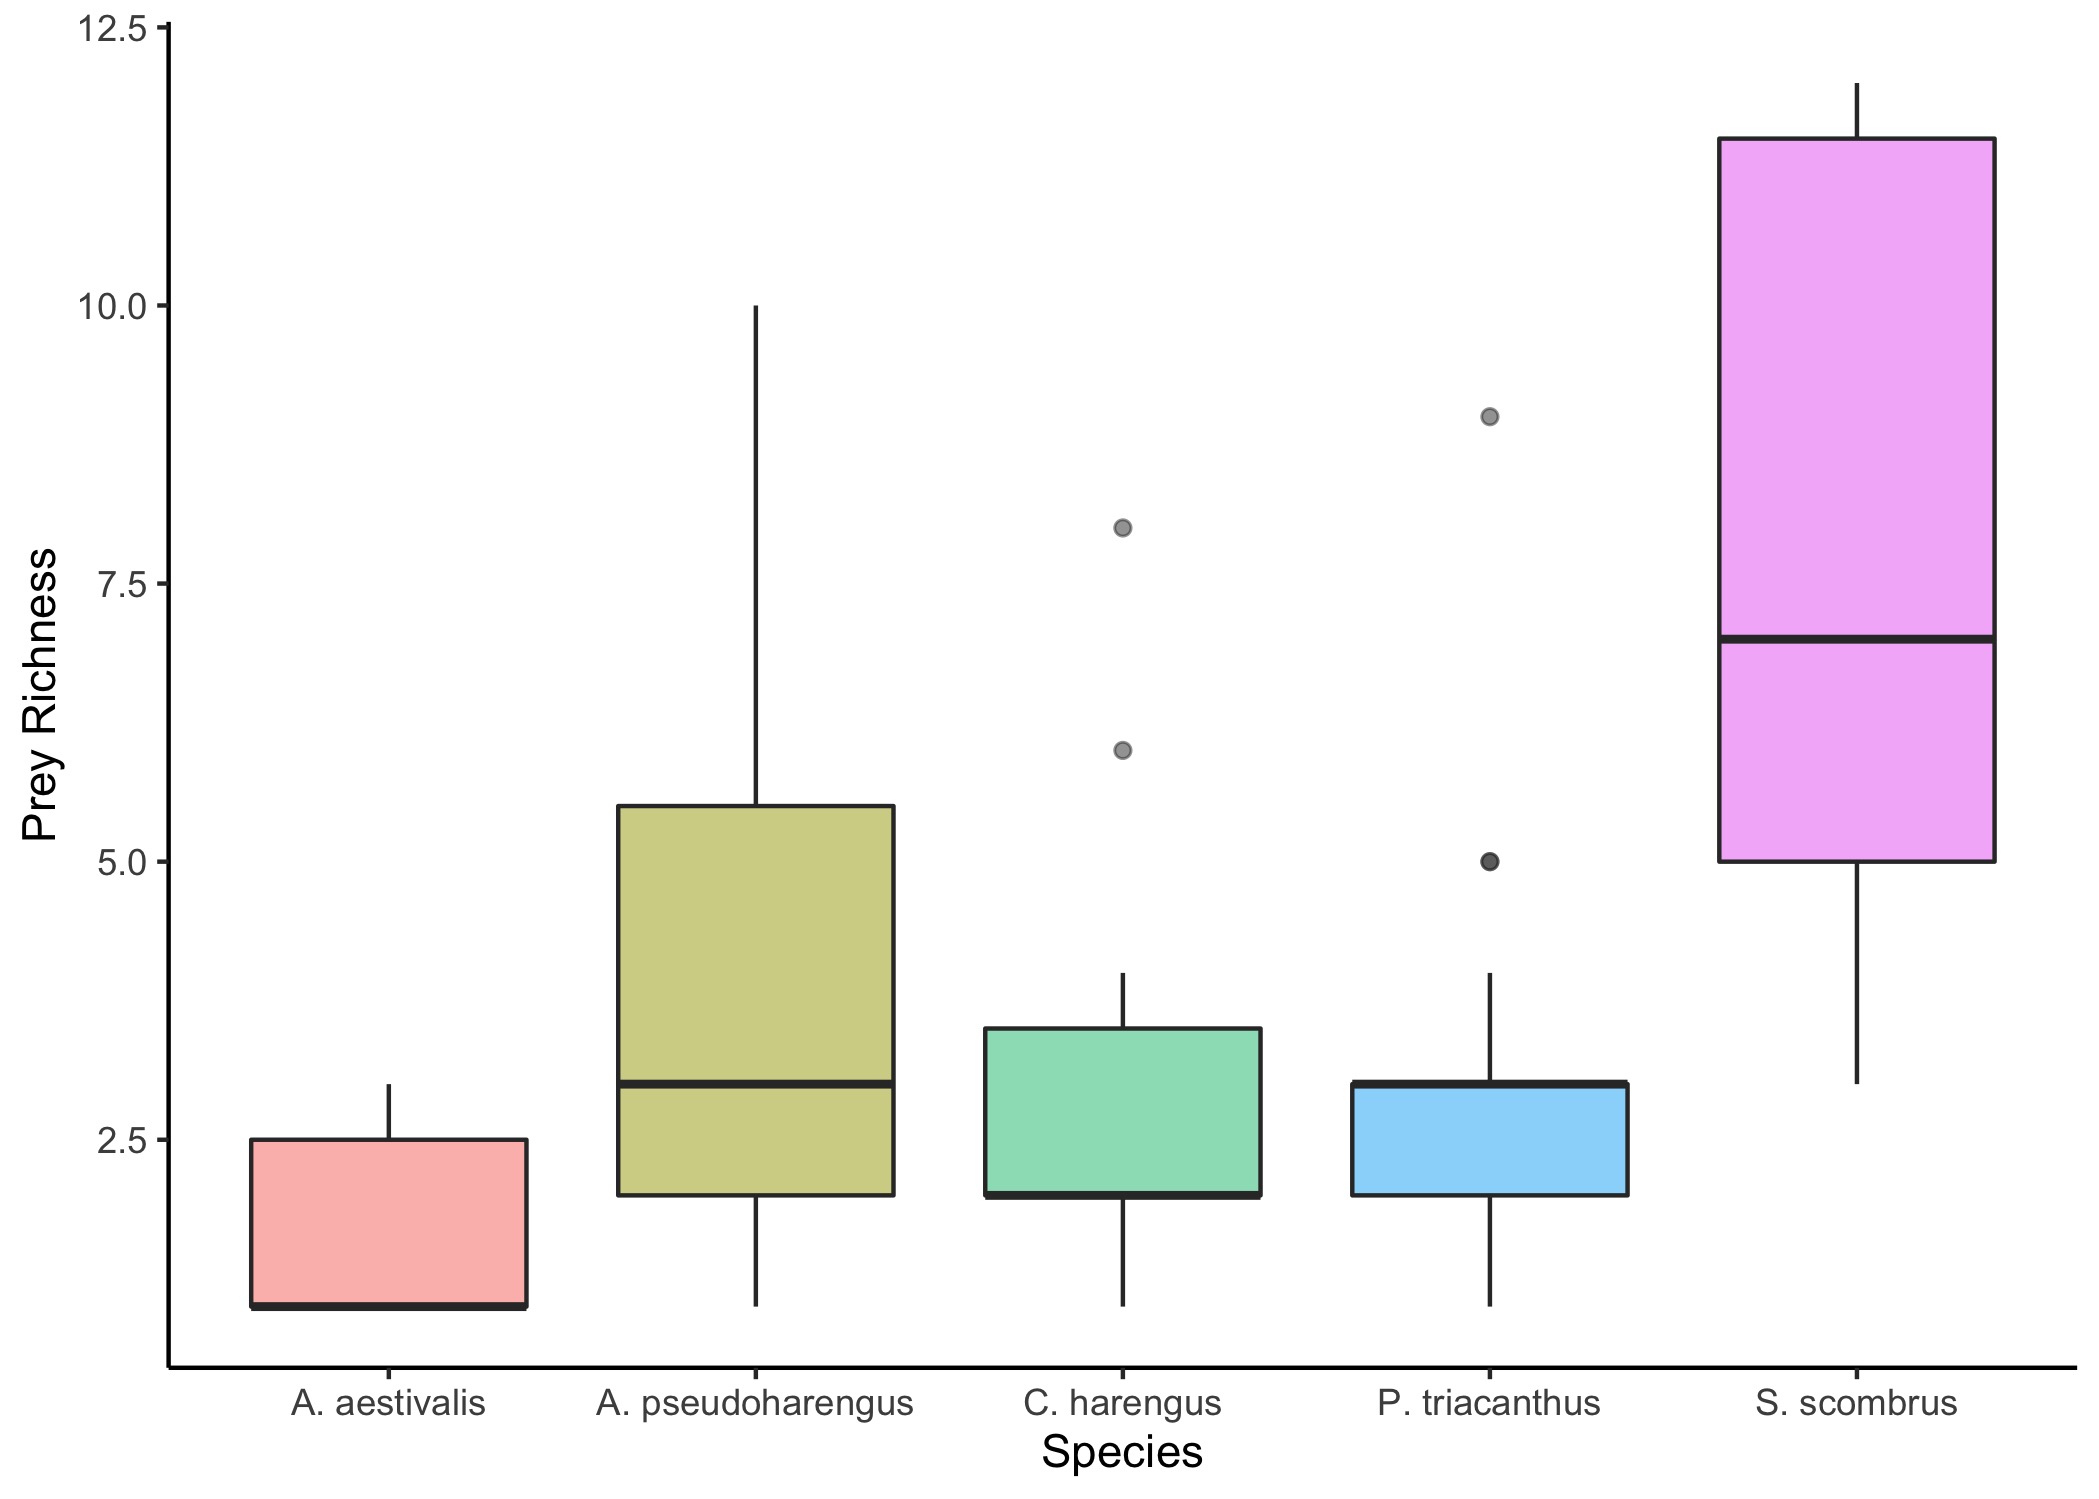 12.5
10.0
7.5
5.0
2.5
Prey Richness
A. aestivalis
A. pseudoharengus
C. harengus
P. triacanthus
S. scombrus
Species